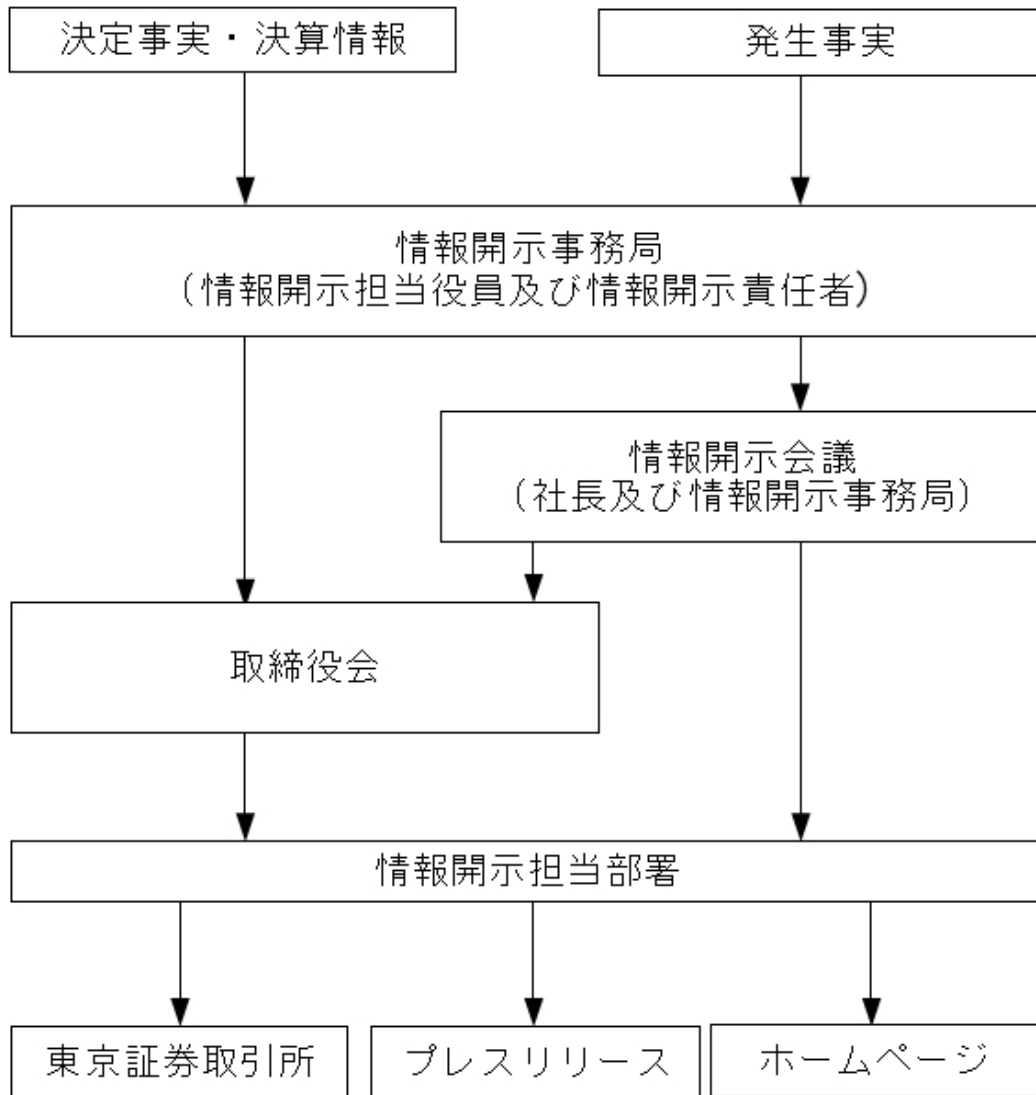 決定事実・決算情報
発生事実
情報開示事務局
(情報開示担当役員及び情報開示責任者)
情報開示会議
(社長及び情報開示事務局)
取締役会
情報開示担当部署
東京証券取引所
プレスリリース
ホームページ